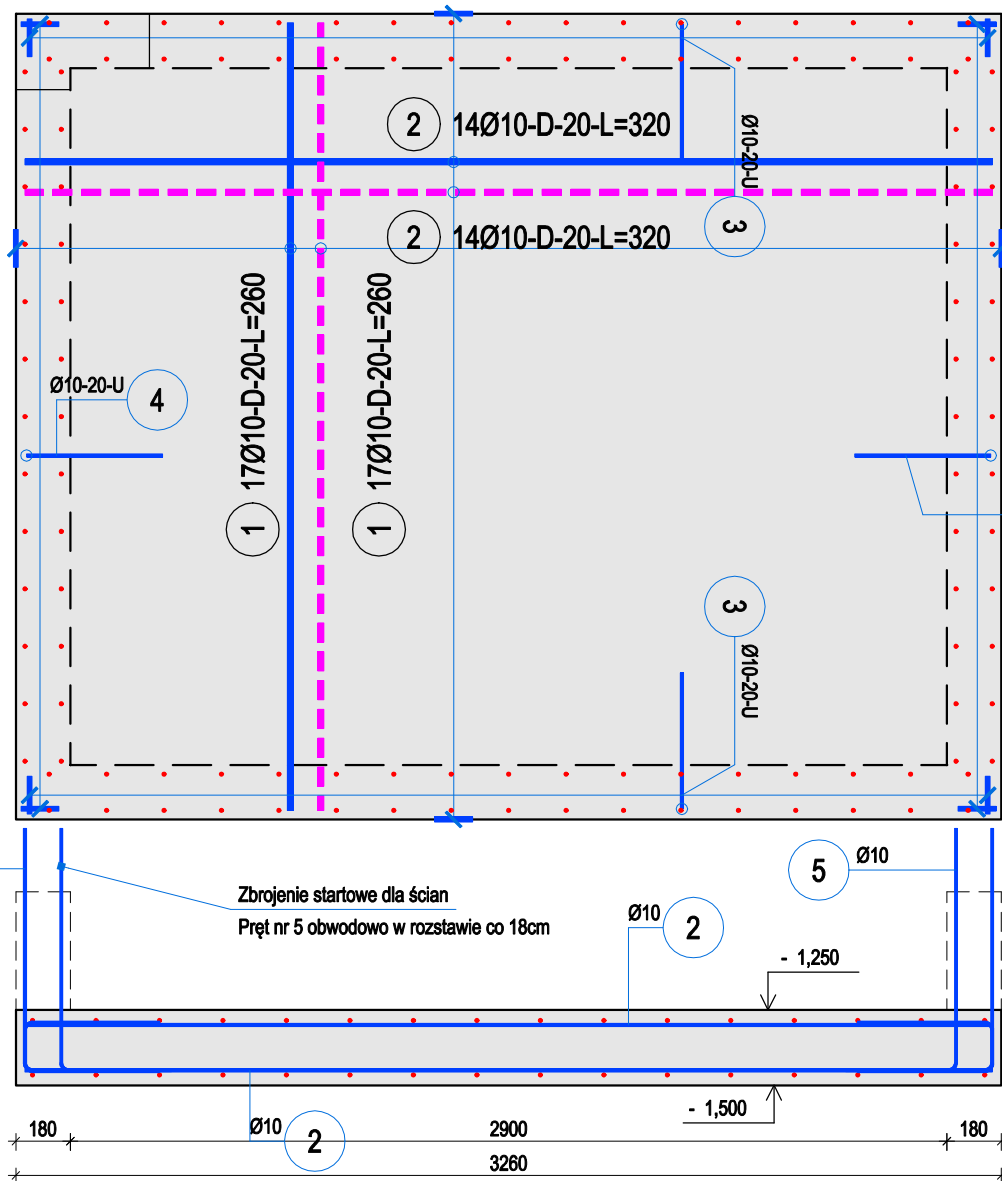 2 14Ø10-D-20-L=320
Ø10-20-U
3
2 14Ø10-D-20-L=320
1 17Ø10-D-20-L=260
1 17Ø10-D-20-L=260
Ø10-20-U
4
3
Ø10-20-U
Zbrojenie startowe dla ścian
Pręt nr 5 obwodowo w rozstawie co 18cm
5 Ø10
Ø10 2
- 1,250
- 1,500
180
Ø10 2
2900
180
3260